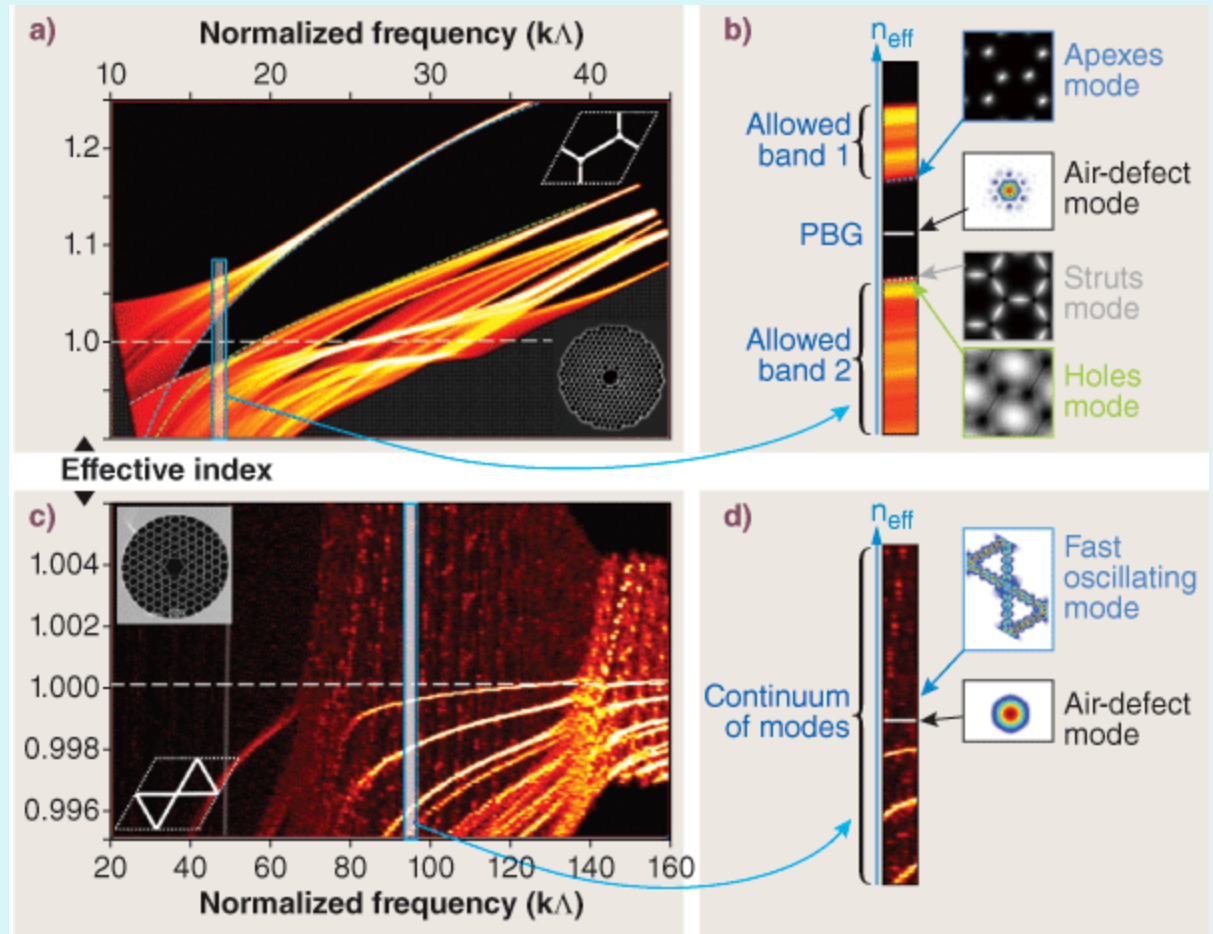 a)
Normalized frequency (kΛ)
10 20 30 40
1.2
1.1
1.0
Effective index
b)
neff
Allowed
band 1
PBG
Allowed
band 2
Apexes
mode
Air-defect
mode
Struts
mode
Holes
mode
c)
1.004
1.002
1.000
0.998
0.996
20 40 60 80 100 120 140 160
Normalized frequency (kΛ)
d)
neff
Continuum
of modes
Fast
oscillating
mode
Air-defect
mode